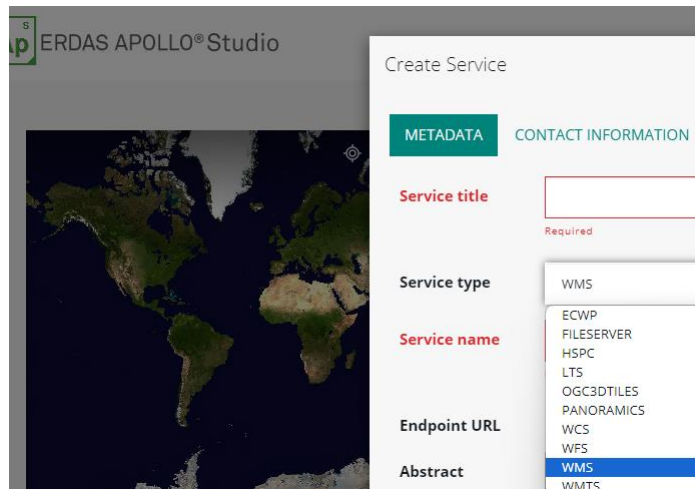 S
Ap ERDAS APOLLO® Studio
Create Service
METADATA CONTACT INFORMATION
Service title
Required
Service type WMS
ECWP
Service name FILESERVER
HSPC
LTS
OGC3DTILES
PANORAMICS
Endpoint URL WCS
WFS
Abstract WMS
WMTS